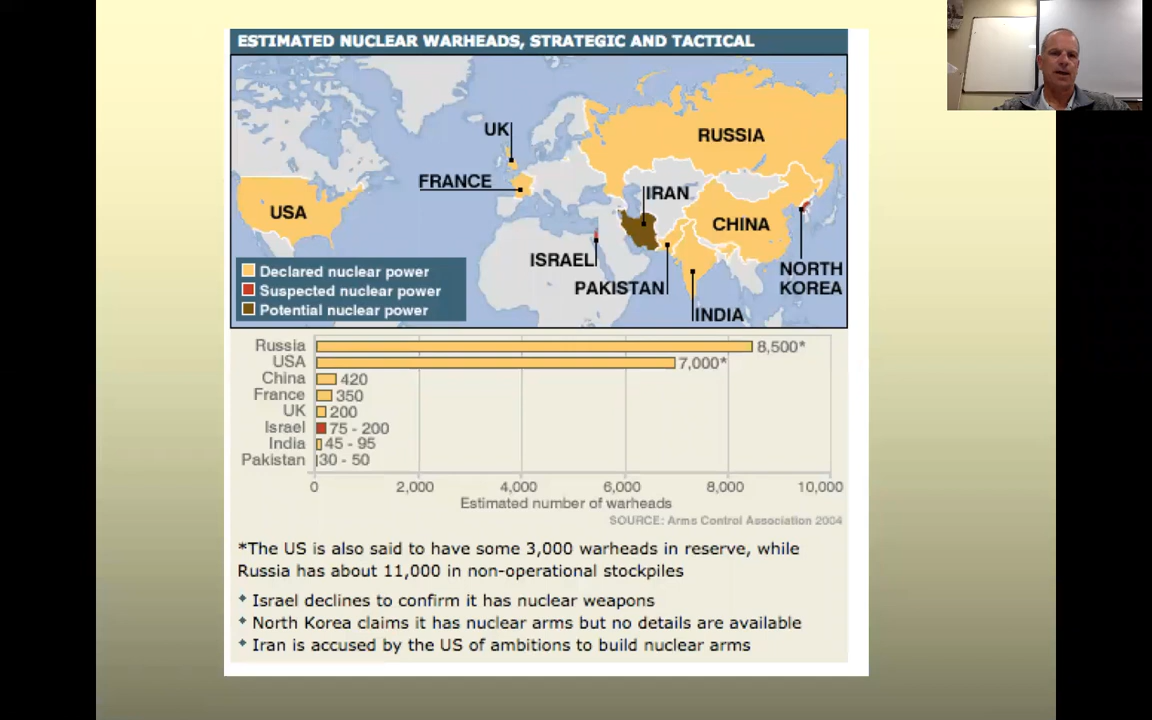 ESTIMATED NUCLEAR WARHEADS, STRATEGIC AND TACTICAL
UK
RUSSIA
FRANCE
IRAN
USA
CHINA
ISRAEL
PAKISTAN
NORTH
KOREA
INDIA
Declared nuclear power
Suspected nuclear power
Potential nuclear power
Russia 8,500*
USA 7,000*
China 420
France 350
UK 200
Israel 75 - 200
India 45 - 95
Pakistan 30 - 50
0 2,000 4,000 6,000 8,000 10,000
Estimated number of warheads
SOURCE: Arms Control Association 2004
*The US is also said to have some 3,000 warheads in reserve, while
Russia has about 11,000 in non-operational stockpiles
Israel declines to confirm it has nuclear weapons
North Korea claims it has nuclear arms but no details are available
Iran is accused by the US of ambitions to build nuclear arms